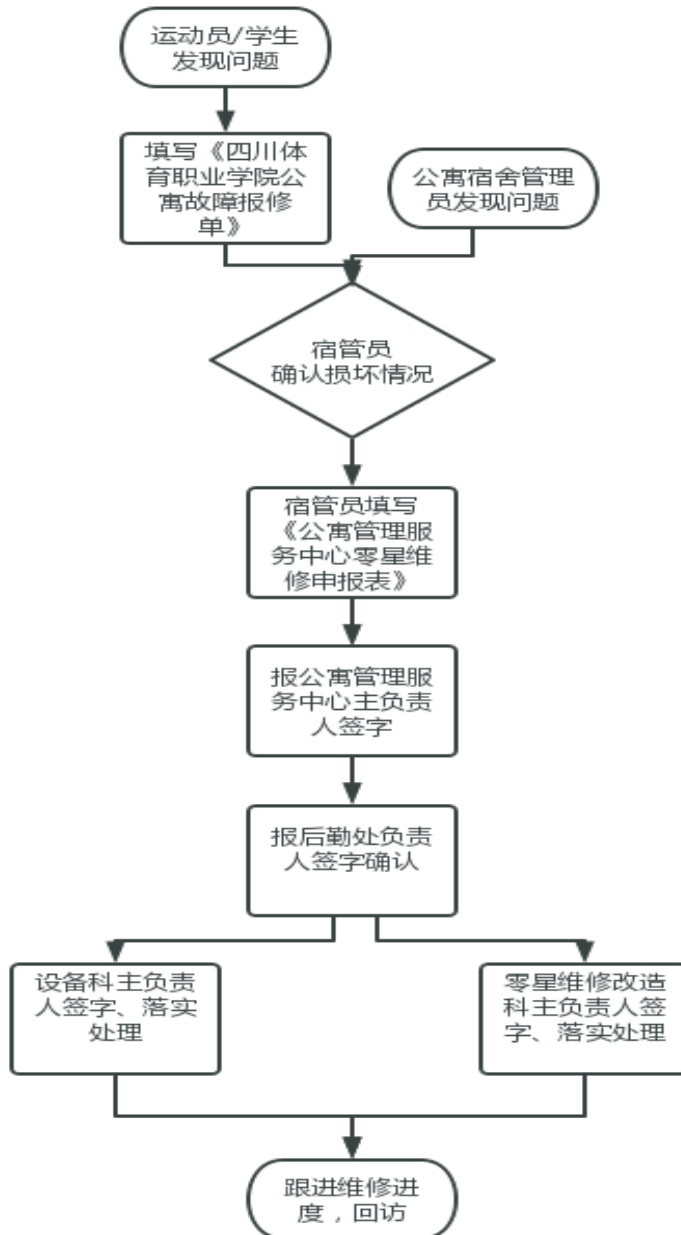 运动员/学生
发现问题
填写《四川体
育职业学院公
寓故障报修
单》
公寓宿舍管理
员发现问题
宿管员
确认损坏情况
宿管员填写
《公寓管理服
务中心零星维
修申报表》
报公寓管理服
务中心主负责
人签字
报后勤处负责
人签字确认
设备科主负责
人签字、落实
处理
零星维修改造
科主负责人签
字、落实处理
跟进维修进
度，回访